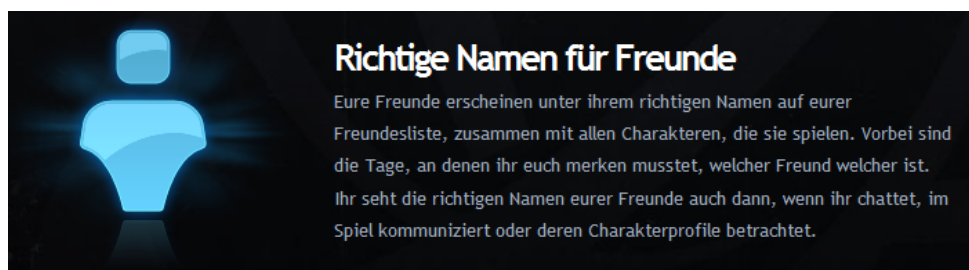 Richtige Namen für Freunde
Eure Freunde erscheinen unter ihrem richtigen Namen auf eurer
Freundesliste, zusammen mit allen Charakteren, die sie spielen. Vorbei sind
die Tage, an denen ihr euch merken musstet, welcher Freund welcher ist.
Ihr seht die richtigen Namen eurer Freunde auch dann, wenn ihr chattet, im
Spiel kommuniziert oder deren Charakterprofile betrachtet.